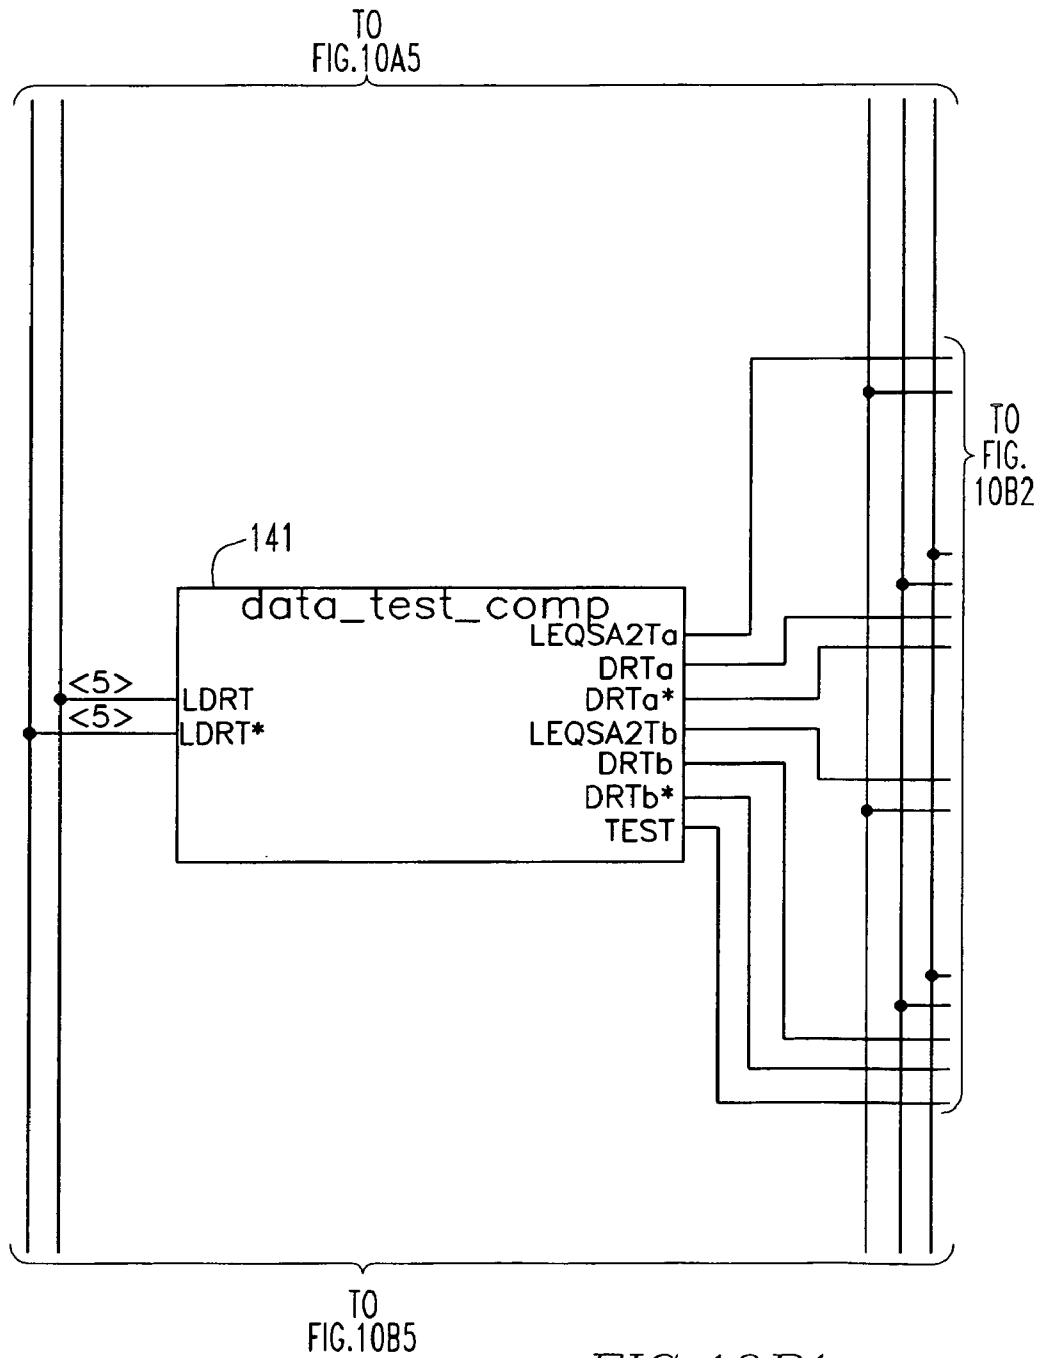 TO
FIG.10A5
TO
FIG.
10B2
141
data_test_comp
LEQSA2Ta
DRTa
<5>
LDRT
DRTa*
<5>
LDRT*
LEQSA2Tb
DRTb
DRTb*
TEST
TO
FIG.10B5